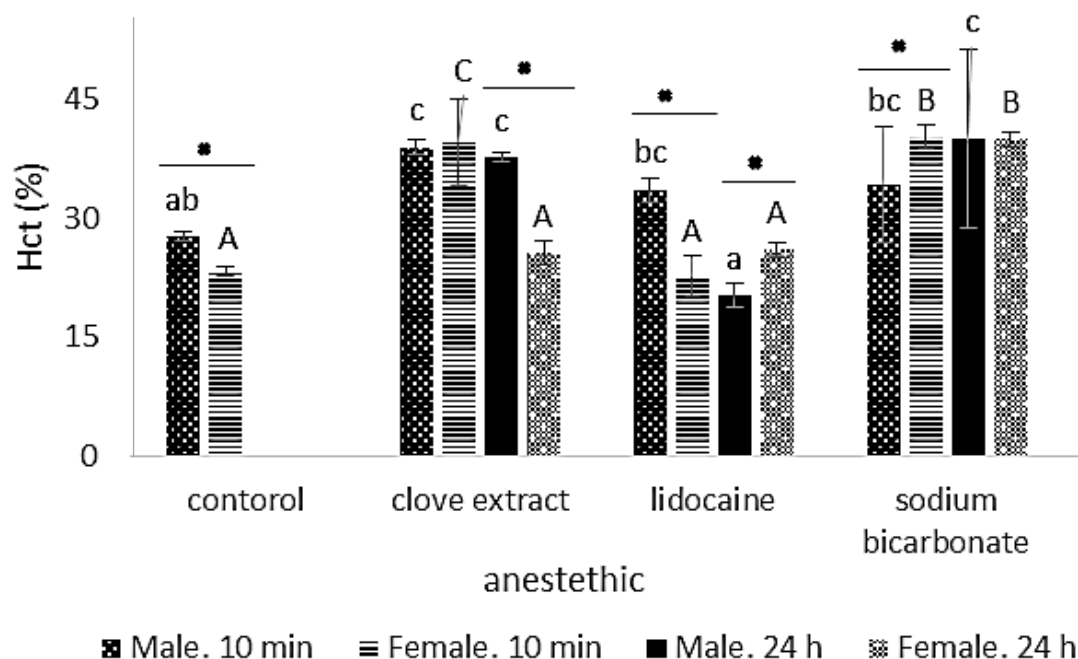 Hct (%)
45
30
15
0
* * * * *
ab A
c C c A
bc A a A
bc B c B
contorol clove extract lidocaine sodium
bicarbonate
anestethic
Male. 10 min Female. 10 min Male. 24 h Female. 24 h